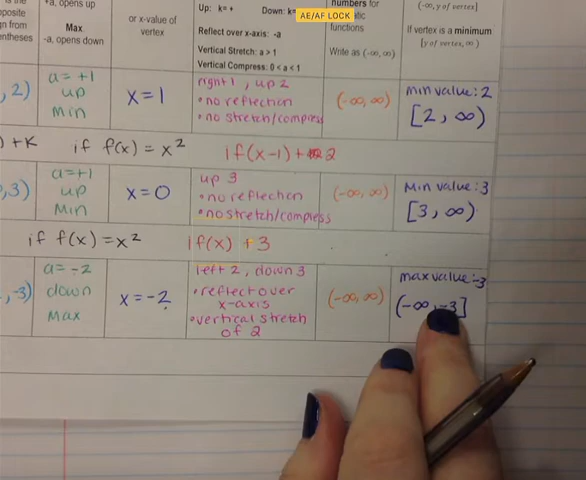 is the
opposite
sign from
parentheses
+a, opens up
Max
-a, opens down
or x-value of
vertex
Up: k= +    Down: k=
Reflect over x-axis: -a
Vertical Stretch: a > 1
Vertical Compress: 0 < a < 1
AE/AF LOCK
numbers for
functions
Write as (-∞, ∞)
(-∞, y of vertex]
If vertex is a minimum
[y of vertex, ∞)
, 2)
a = +1
up
min
x = 1
right 1, up 2
• no reflection
• no stretch/compress
(-∞, ∞)
min value: 2
[2, ∞)
) + K    if f(x) = x²    1f(x-1) + 2
, 3)
a = +1
up
Min
x = 0
up 3
• no reflection
• no stretch/compress
(-∞, ∞)
Min value: 3
[3, ∞)
if f(x) = x²    1f(x) + 3
, -3)
a = -2
down
Max
x = -2
left 2, down 3
• reflect over
x-axis
• vertical stretch
of 2
(-∞, ∞)
max value: -3
(-∞, -3]